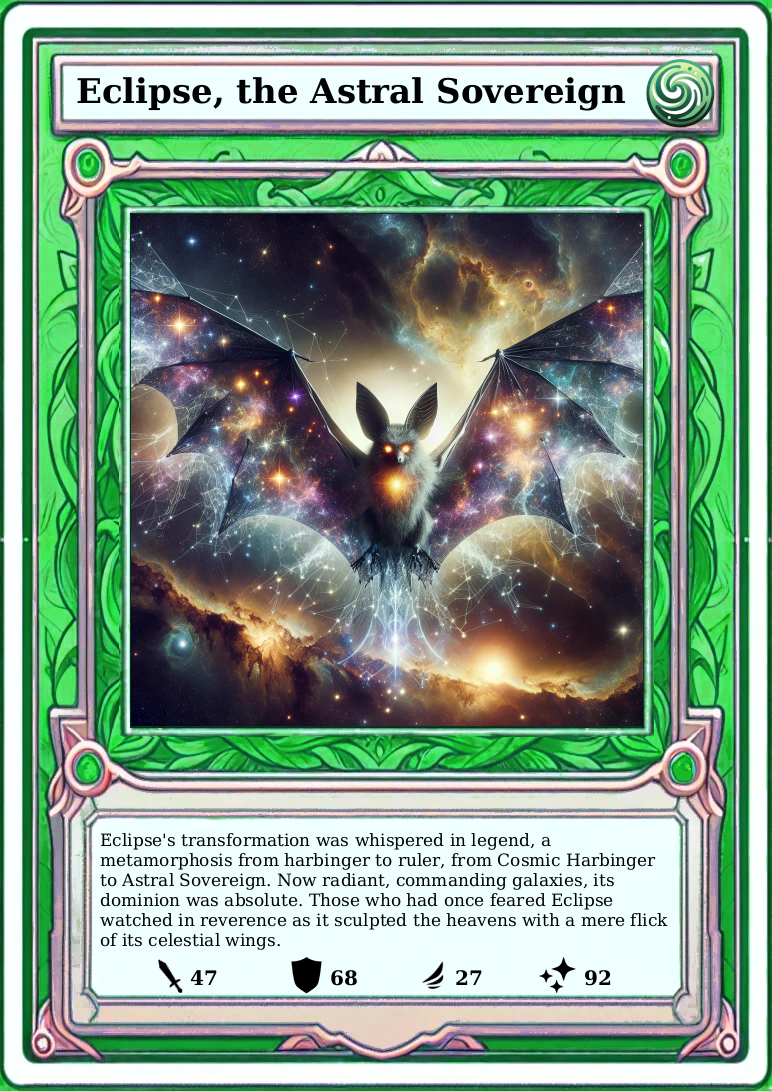 Eclipse, the Astral Sovereign
Eclipse's transformation was whispered in legend, a
metamorphosis from harbinger to ruler, from Cosmic Harbinger
to Astral Sovereign. Now radiant, commanding galaxies, its
dominion was absolute. Those who had once feared Eclipse
watched in reverence as it sculpted the heavens with a mere flick
of its celestial wings.
47 68 27 92